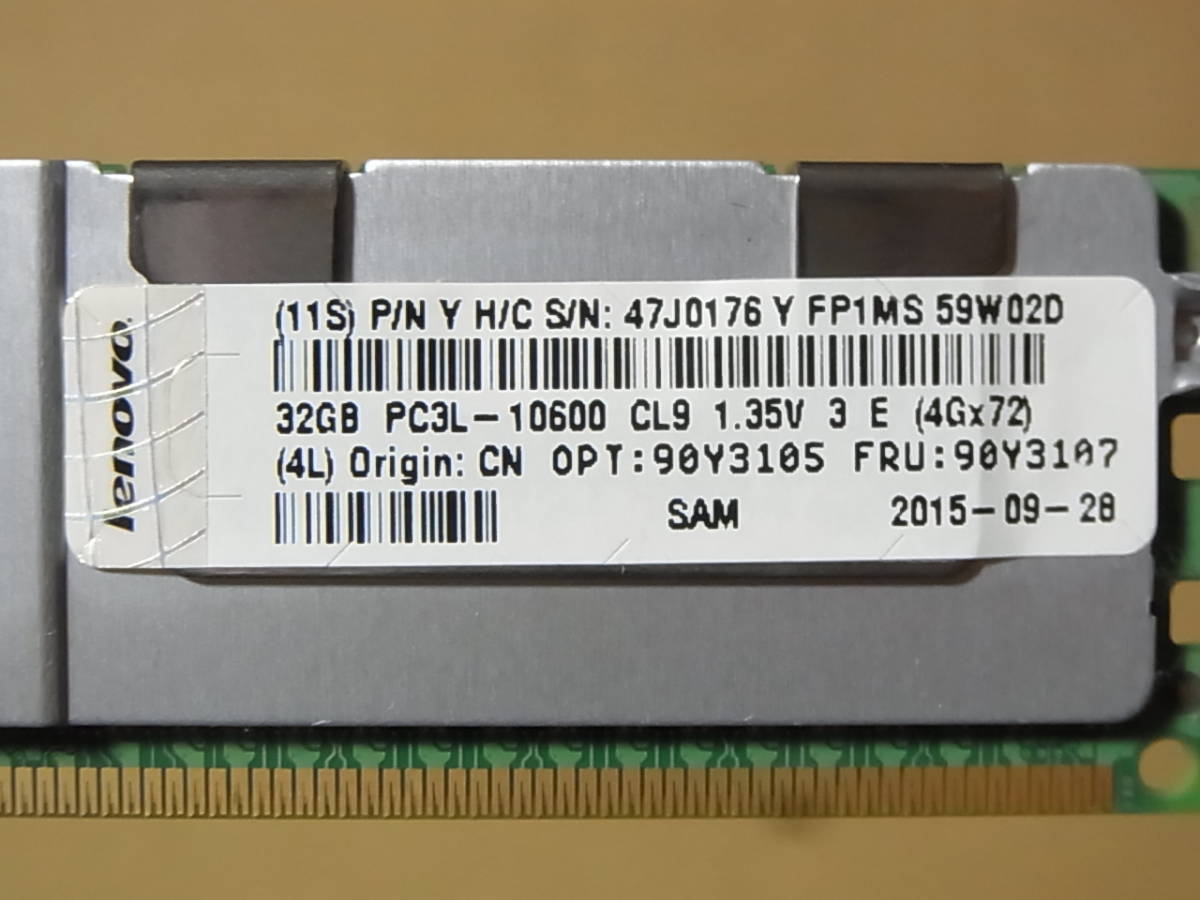 lenovo
(11S) P/N Y H/C S/N: 47J0176 Y FP1MS 59W02D
32GB PC3L-10600 CL9 1.35V 3 E (4Gx72)
(4L) Origin: CN OPT:90Y3105 FRU:90Y3107
SAM 2015-09-28